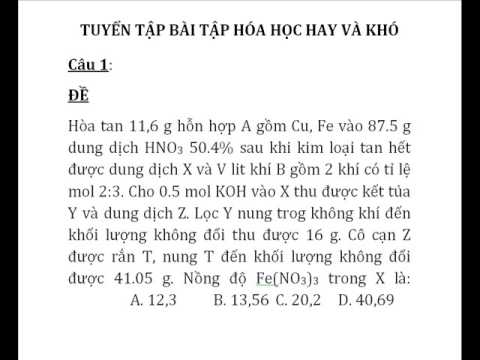 TUYỂN TẬP BÀI TẬP HÓA HỌC HAY VÀ KHÓ
Câu 1:
ĐỀ
Hòa tan 11,6 g hỗn hợp A gồm Cu, Fe vào 87.5 g
dung dịch HNO₃ 50.4% sau khi kim loại tan hết
được dung dịch X và V lit khí B gồm 2 khí có tỉ lệ
mol 2:3. Cho 0.5 mol KOH vào X thu được kết tủa
Y và dung dịch Z. Lọc Y nung trog không khí đến
khối lượng không đổi thu được 16 g. Cô cạn Z
được rắn T, nung T đến khối lượng không đổi
được 41.05 g. Nồng độ Fe(NO₃)₃ trong X là:
A. 12,3 B. 13,56 C. 20,2 D. 40,69